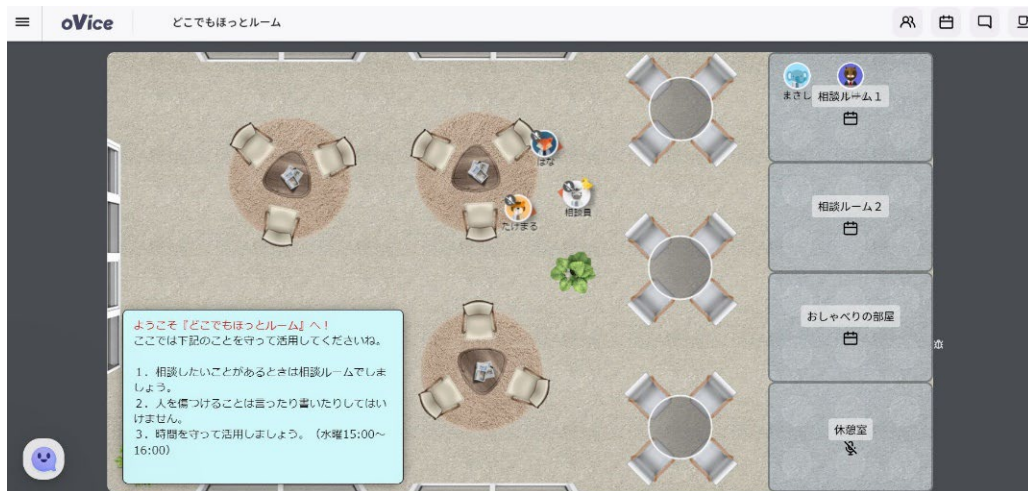 oVice どこでもほっとルーム
まさし
相談ルーム1
はな
相談員
たけまる
相談ルーム2
おしゃべりの部屋
休憩室
ようこそ『どこでもほっとルーム』へ！
ここでは下記のことを守って活用してくださいね。
1．相談したいことがあるときは相談ルームでしま
しょう。
2．人を傷つけることは言ったり書いたりしてはい
けません。
3．時間を守って活用しましょう。（水曜15:00～
16:00）